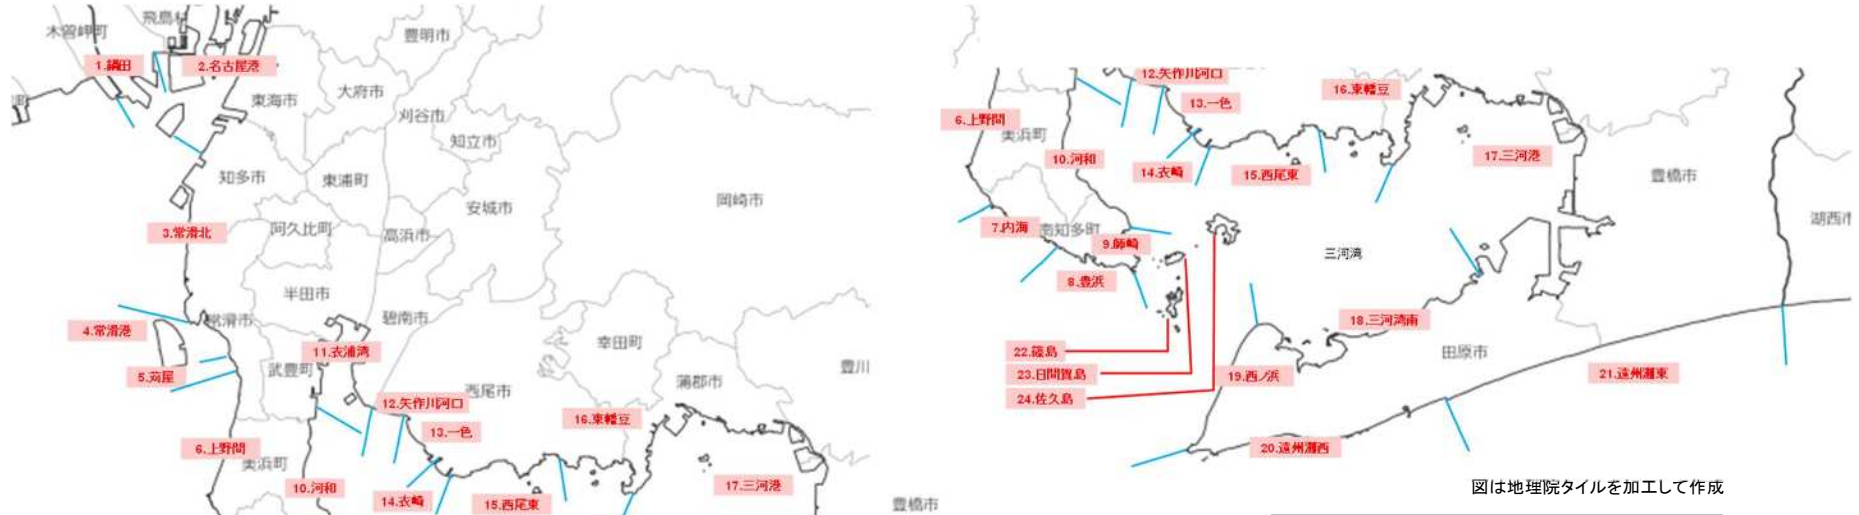 木曽岬町
飛島村
豊明市
1.鍋田
2.名古屋港
東海市
大府市
刈谷市
知立市
知多市
東浦町
安城市
岡崎市
3.常滑北
阿久比町
高浜市
半田市
4.常滑港
常滑市
碧南市
11.衣浦湾
幸田町
5.苅屋
武豊町
西尾市
蒲郡市
豊川
12.矢作川河口
16.東幡豆
13.一色
6.上野間
美浜町
10.河和
14.衣崎
15.西尾東
17.三河港
豊橋市
12.矢作川河口
16.東幡豆
13.一色
6.上野間
美浜町
10.河和
14.衣崎
15.西尾東
17.三河港
豊橋市
湖西市
7.内海
南知多町
9.師崎
三河湾
8.豊浜
18.三河湾南
22.篠島
田原市
23.日間賀島
19.西ノ浜
21.遠州灘東
24.佐久島
20.遠州灘西
図は地理院タイルを加工して作成